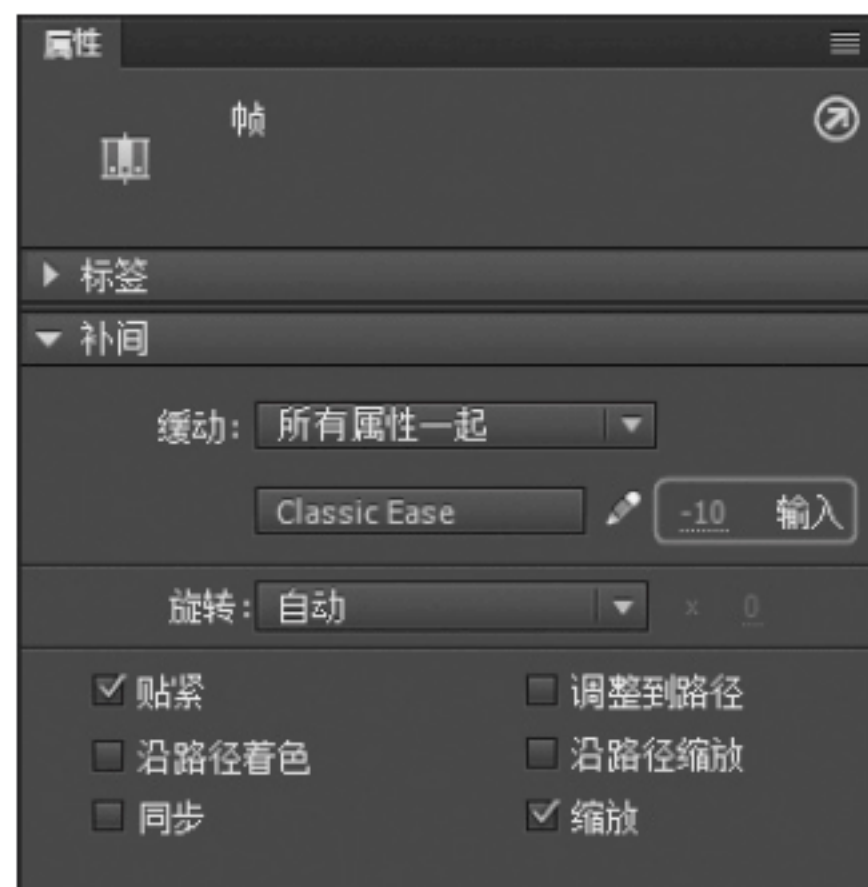 属性
帧
标签
补间
缓动: 所有属性一起
Classic Ease -10 输入
旋转: 自动 x 0
贴紧 调整到路径
沿路径着色 沿路径缩放
同步 缩放